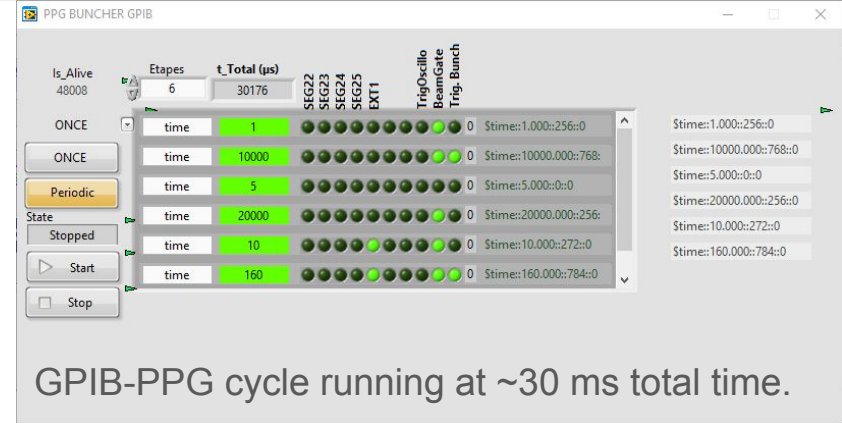 PPG BUNCHER GPIB
Is_Alive
48008
Etapes
6
t_Total (µs)
30176
SEG22
SEG23
SEG24
SEG25
EXT1
TrigOscillo
BeamGate
Trig. Bunch
ONCE
ONCE
Periodic
State
Stopped
Start
Stop
time 1 0 $time::1.000::256::0
time 10000 0 $time::10000.000::768:
time 5 0 $time::5.000::0::0
time 20000 0 $time::20000.000::256:
time 10 0 $time::10.000::272::0
time 160 0 $time::160.000::784::0
$time::1.000::256::0
$time::10000.000::768::0
$time::5.000::0::0
$time::20000.000::256::0
$time::10.000::272::0
$time::160.000::784::0
GPIB-PPG cycle running at ~30 ms total time.